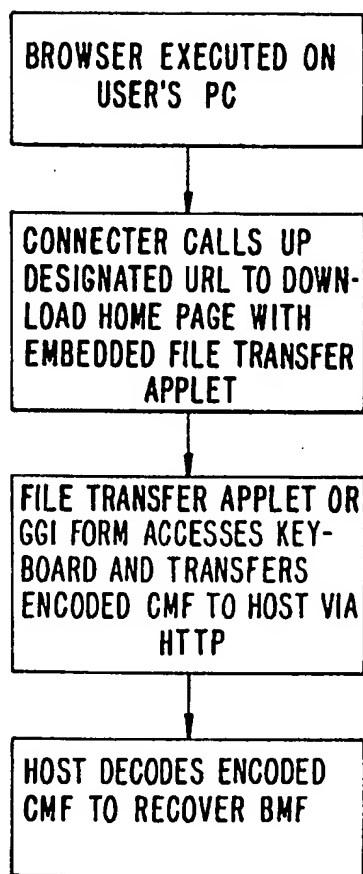 BROWSER EXECUTED ON
USER'S PC
CONNECTER CALLS UP
DESIGNATED URL TO DOWN-
LOAD HOME PAGE WITH
EMBEDDED FILE TRANSFER
APPLET
FILE TRANSFER APPLET OR
GGI FORM ACCESSES KEY-
BOARD AND TRANSFERS
ENCODED CMF TO HOST VIA
HTTP
HOST DECODES ENCODED
CMF TO RECOVER BMF